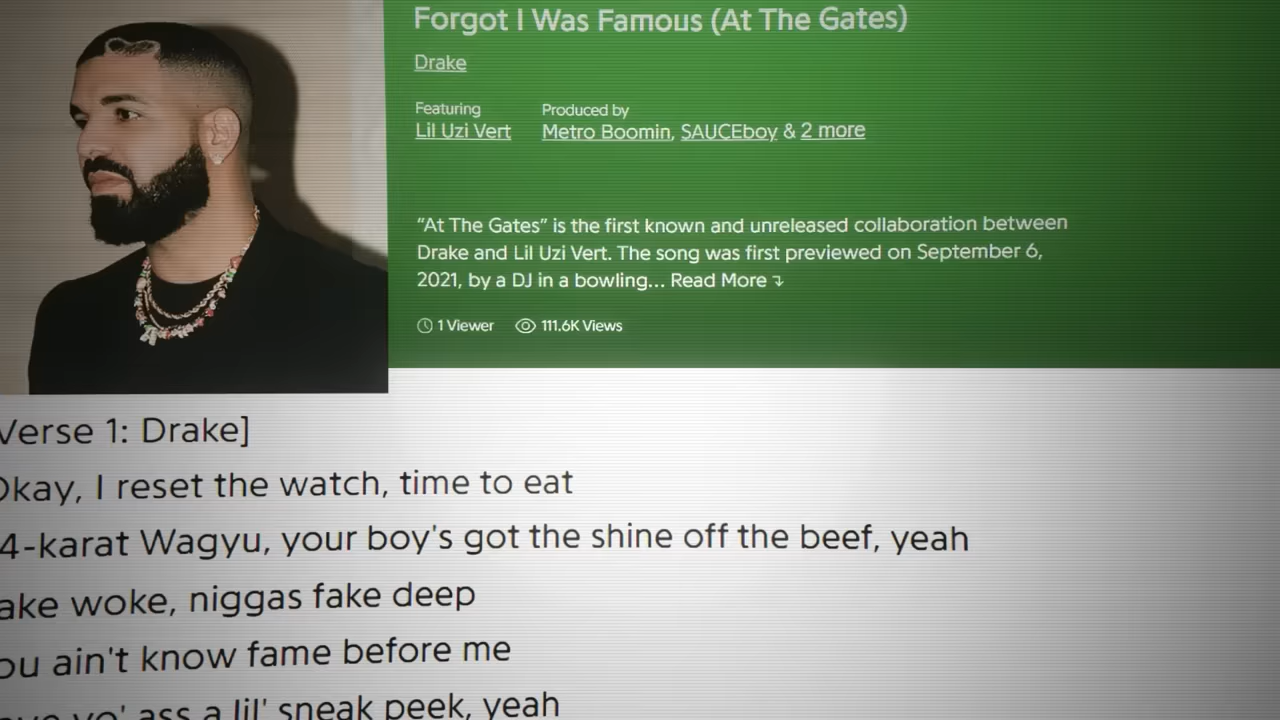 Forgot I Was Famous (At The Gates)
Drake
Featuring
Lil Uzi Vert
Produced by
Metro Boomin, SAUCEboy & 2 more
“At The Gates” is the first known and unreleased collaboration between
Drake and Lil Uzi Vert. The song was first previewed on September 6,
2021, by a DJ in a bowling... Read More
1 Viewer
111.6K Views
Verse 1: Drake]
Okay, I reset the watch, time to eat
4-karat Wagyu, your boy's got the shine off the beef, yeah
ake woke, niggas fake deep
ou ain't know fame before me
yo' ass a lil' sneak peek, yeah